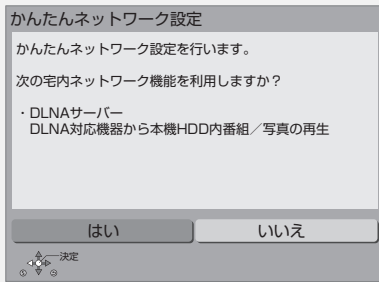 かんたんネットワーク設定
かんたんネットワーク設定を行います。
次の宅内ネットワーク機能を利用しますか？
・DLNAサーバー
DLNA対応機器から本機HDD内番組／写真の再生
はい
いいえ
決定